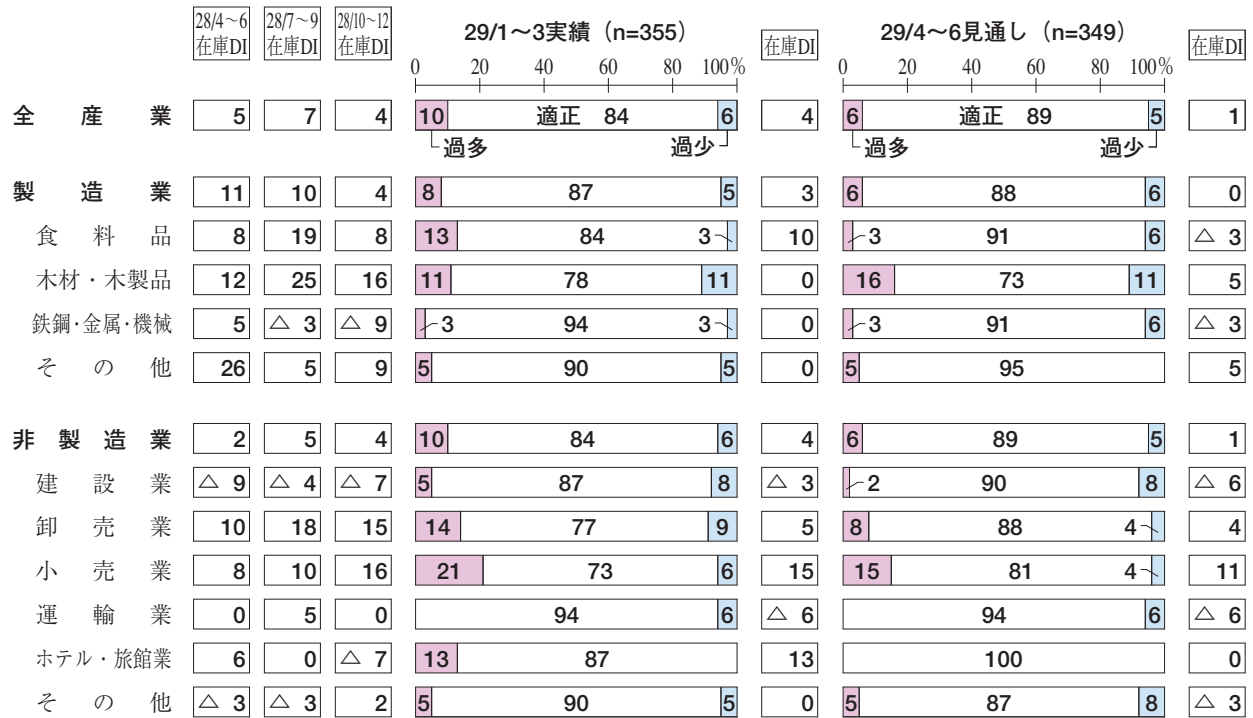 28/4～6 在庫DI 28/7～9 在庫DI 28/10～12 在庫DI 29/1～3実績（n=355） 在庫DI 29/4～6見通し（n=349） 在庫DI
0 20 40 60 80 100% 0 20 40 60 80 100%
全産業 5 7 4 10 適正 84 6 4 6 適正 89 5 1
過多 過少 過多 過少
製造業 11 10 4 8 87 5 3 6 88 6 0
食料品 8 19 8 13 84 3 10 3 91 6 △ 3
木材・木製品 12 25 16 11 78 11 0 16 73 11 5
鉄鋼・金属・機械 5 △ 3 △ 9 3 94 3 0 3 91 6 △ 3
その他 26 5 9 5 90 5 0 5 95 5
非製造業 2 5 4 10 84 6 4 6 89 5 1
建設業 △ 9 △ 4 △ 7 5 87 8 △ 3 2 90 8 △ 6
卸売業 10 18 15 14 77 9 5 8 88 4 4
小売業 8 10 16 21 73 6 15 15 81 4 11
運輸業 0 5 0 94 6 △ 6 94 6 △ 6
ホテル・旅館業 6 0 △ 7 13 87 13 100 0
その他 △ 3 △ 3 2 5 90 5 0 5 87 8 △ 3